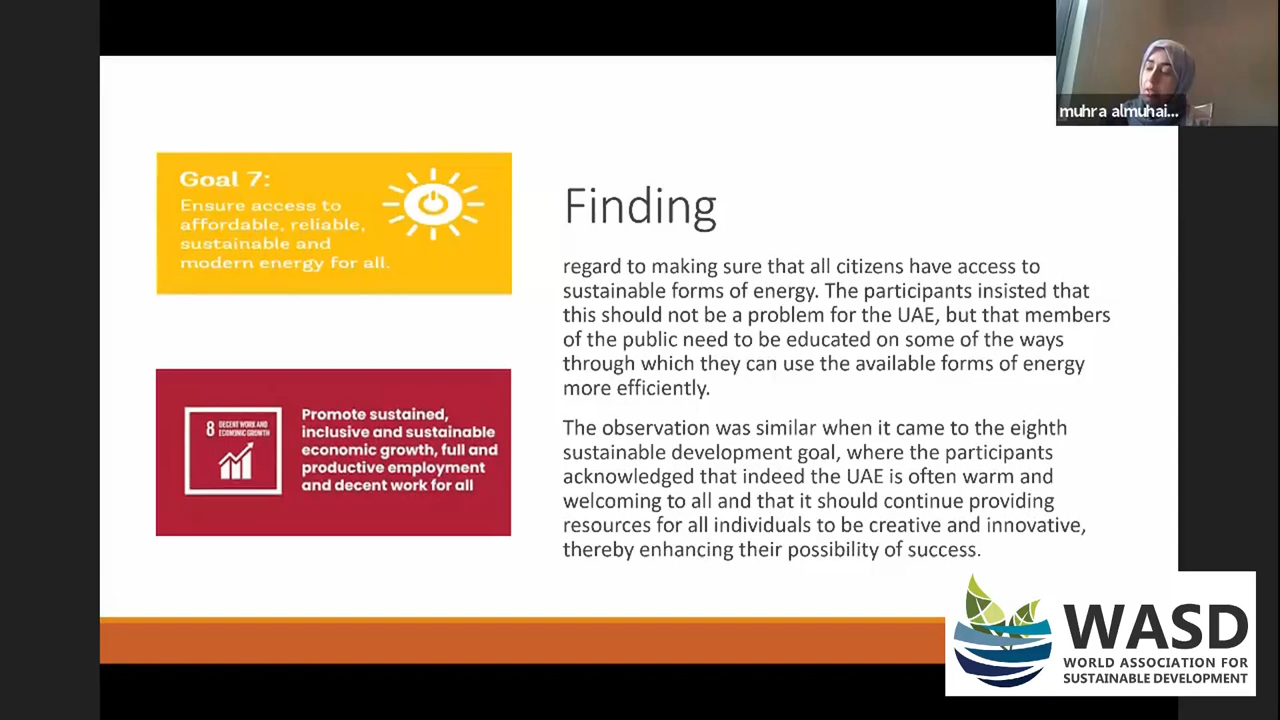 muhra almuhai...
Goal 7:
Ensure access to
affordable, reliable,
sustainable and
modern energy for all.
Finding
regard to making sure that all citizens have access to
sustainable forms of energy. The participants insisted that
this should not be a problem for the UAE, but that members
of the public need to be educated on some of the ways
through which they can use the available forms of energy
more efficiently.
8 DECENT WORK AND
ECONOMIC GROWTH
Promote sustained,
inclusive and sustainable
economic growth, full and
productive employment
and decent work for all
The observation was similar when it came to the eighth
sustainable development goal, where the participants
acknowledged that indeed the UAE is often warm and
welcoming to all and that it should continue providing
resources for all individuals to be creative and innovative,
thereby enhancing their possibility of success.
WASD
WORLD ASSOCIATION FOR
SUSTAINABLE DEVELOPMENT